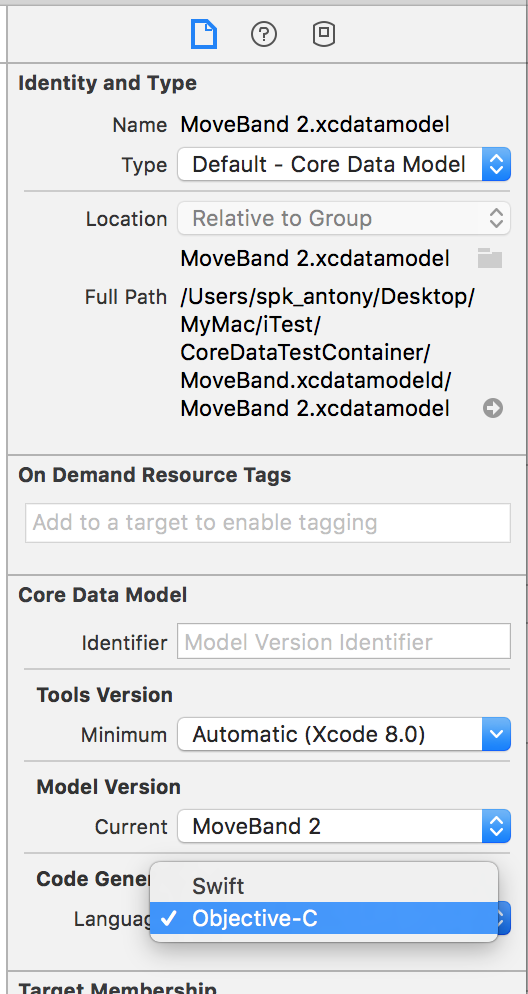 Identity and Type
Name MoveBand 2.xcdatamodel
Type Default - Core Data Model
Location Relative to Group
MoveBand 2.xcdatamodel
Full Path /Users/spk_antony/Desktop/
MyMac/iTest/
CoreDataTestContainer/
MoveBand.xcdatamodeld/
MoveBand 2.xcdatamodel
On Demand Resource Tags
Add to a target to enable tagging
Core Data Model
Identifier Model Version Identifier
Tools Version
Minimum Automatic (Xcode 8.0)
Model Version
Current MoveBand 2
Code Gener
Swift
Languag ✓ Objective-C
Target Membership